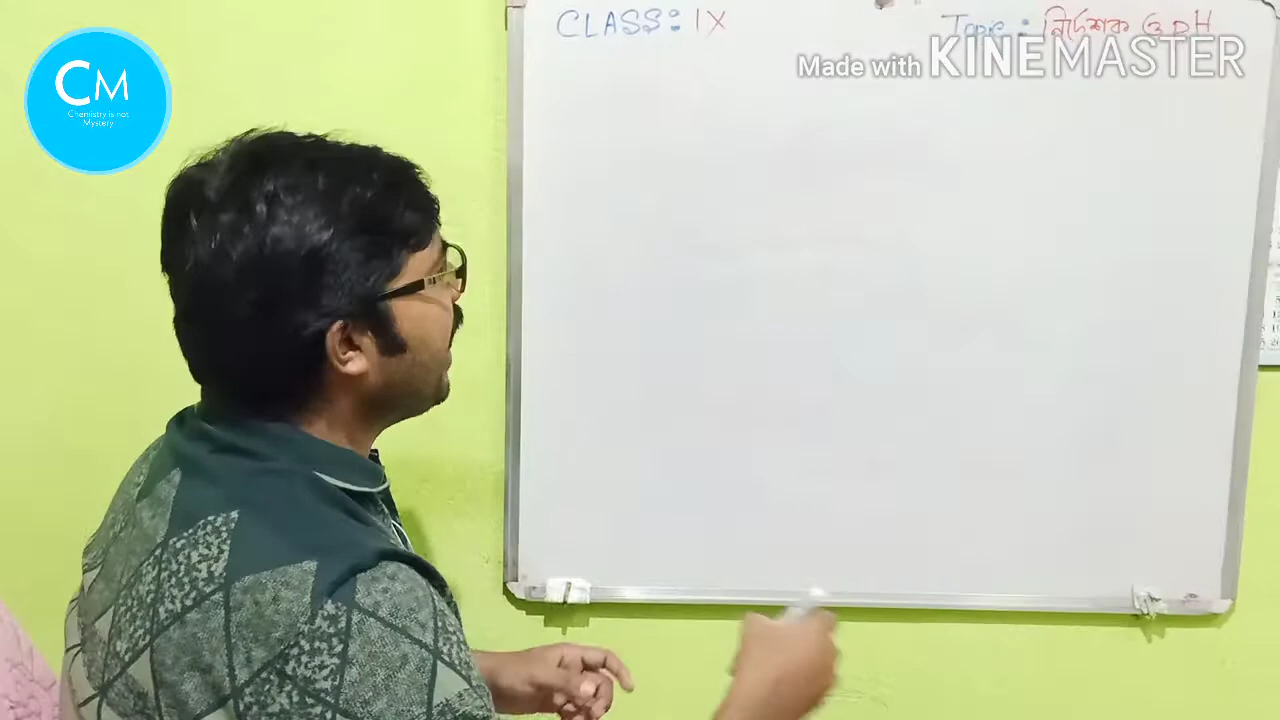 CM
Chemistry is not
Mystery
CLASS: IX
Topic : নির্দেশক ও pH
Made with KINEMASTER